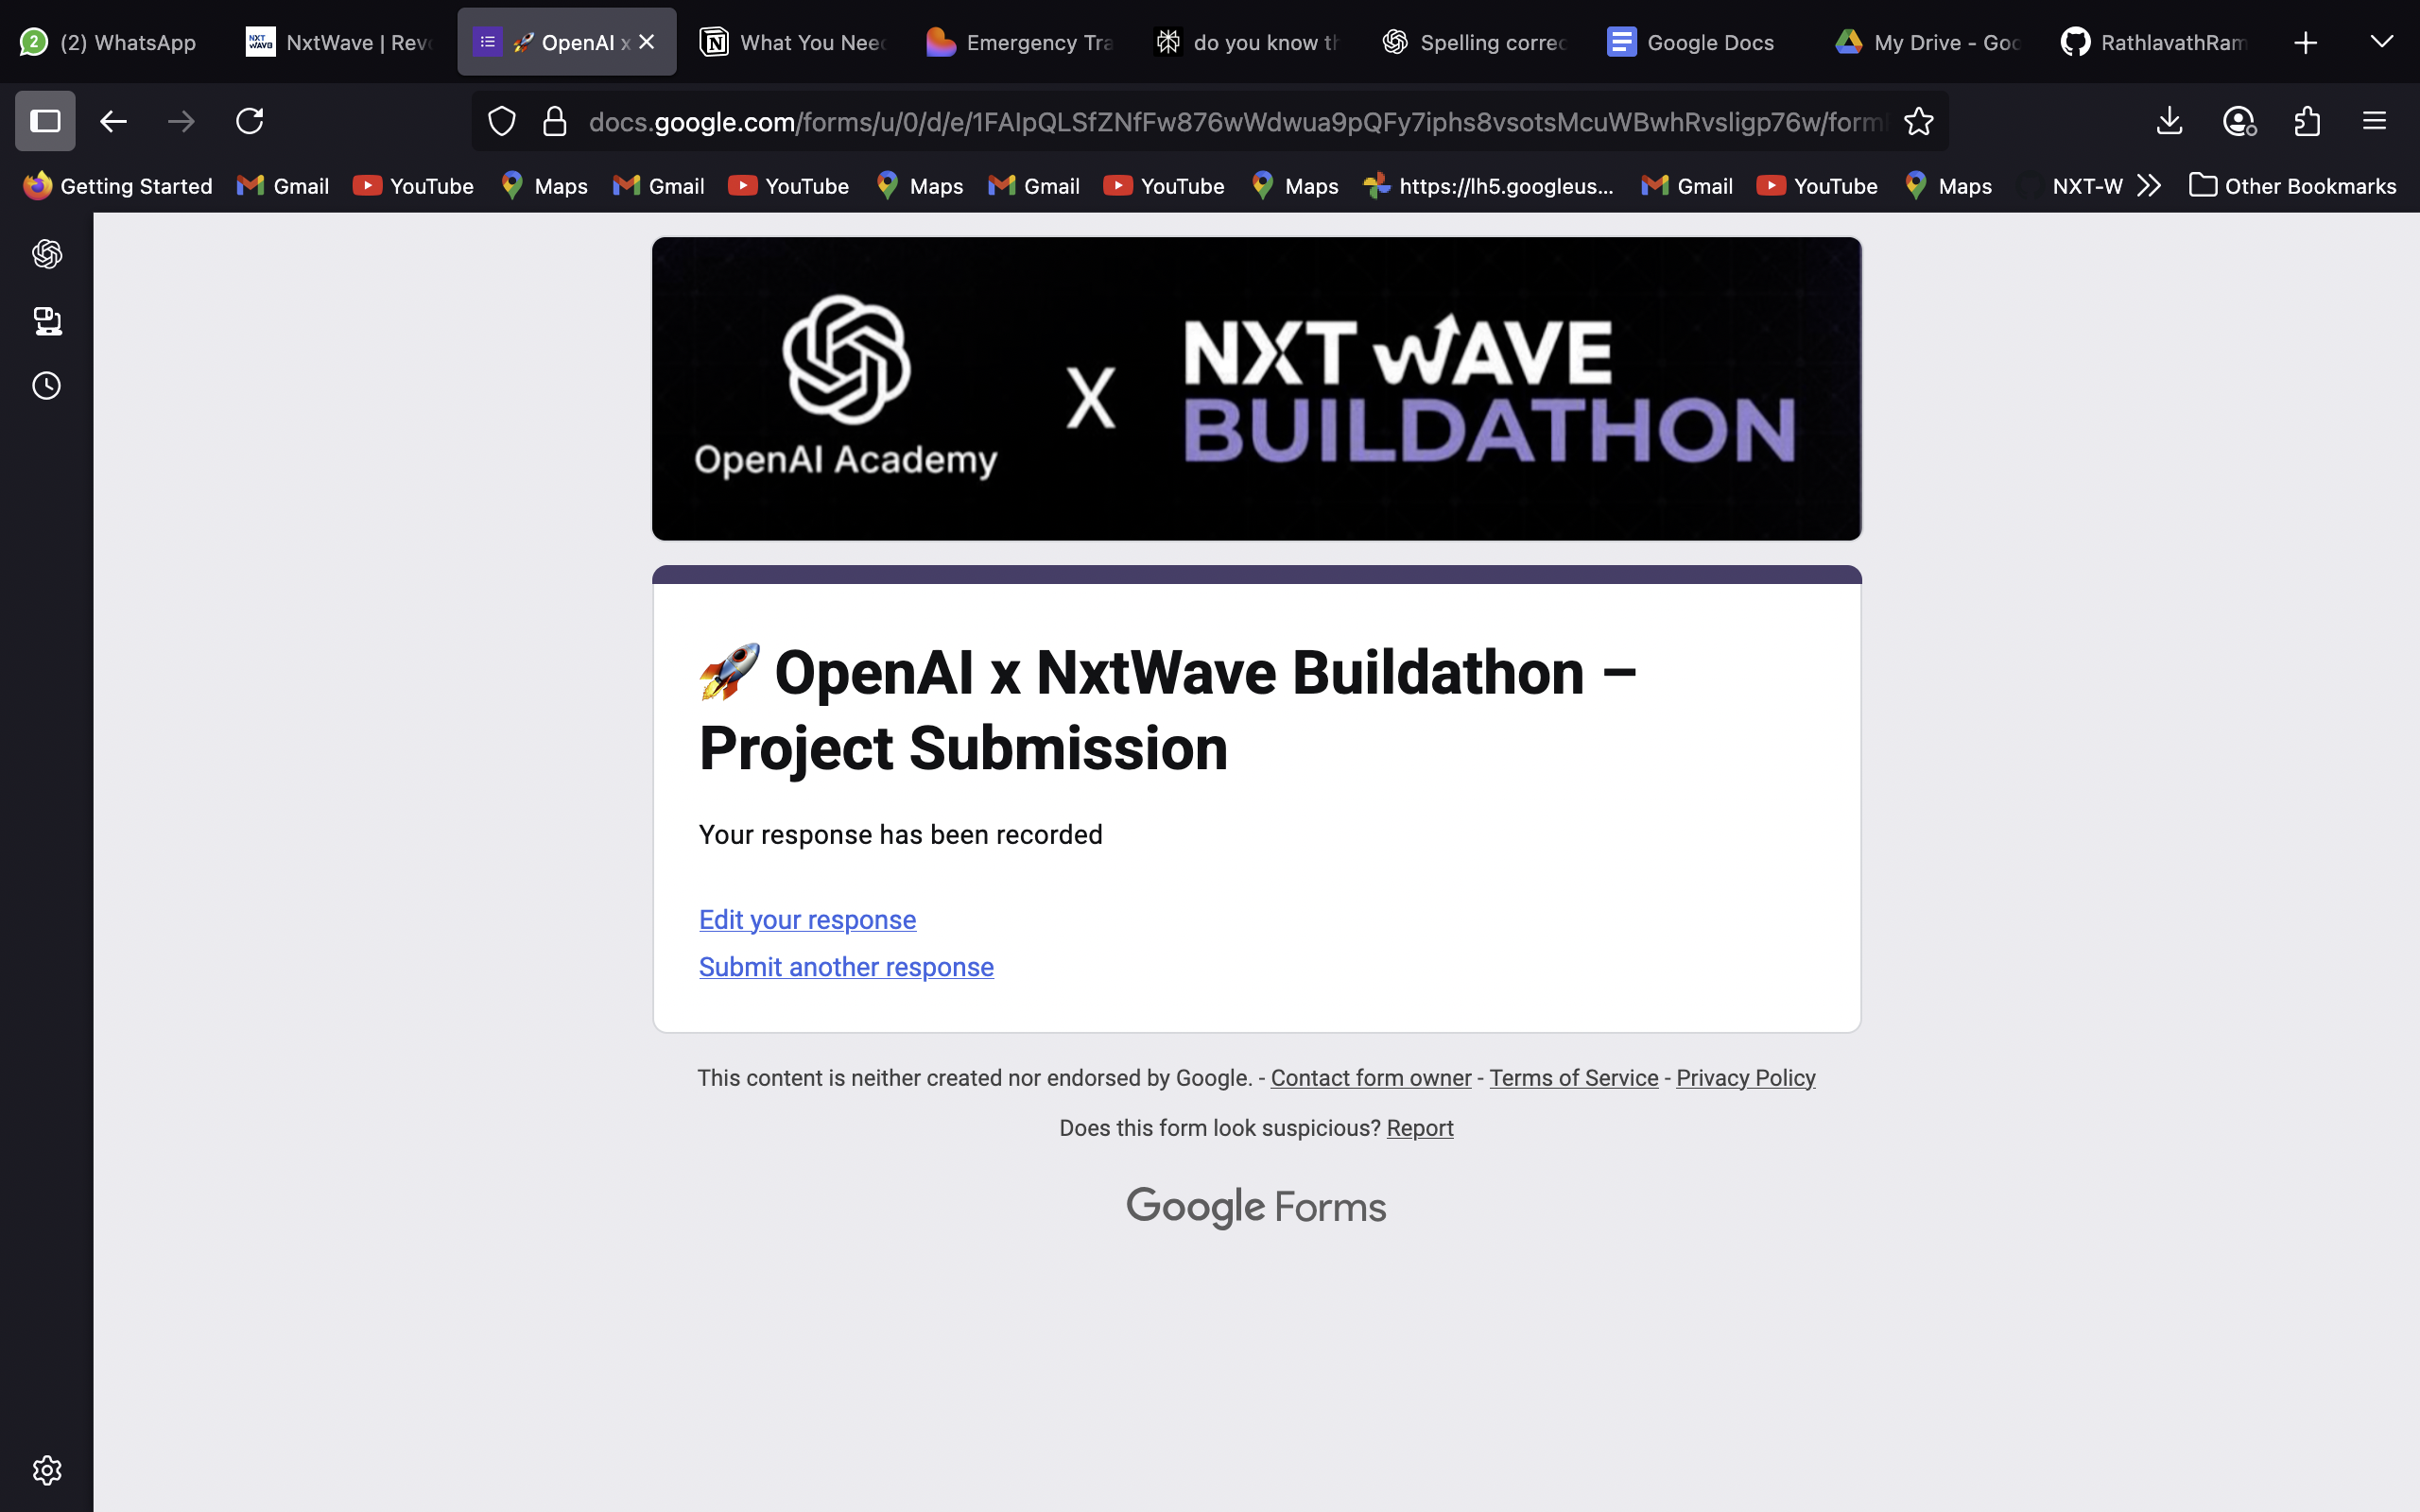 2
(2) WhatsApp
NXT WAVE
NxtWave | Rev
🚀 OpenAI x
What You Need
Emergency Tra
do you know th
Spelling correc
Google Docs
My Drive - Goo
RathlavathRam
docs.google.com/forms/u/0/d/e/1FAIpQLSfZNfFw876wWdwua9pQFy7iphs8vsotsMcuWBwhRvsligp76w/form
Getting Started
Gmail
YouTube
Maps
Gmail
YouTube
Maps
Gmail
YouTube
Maps
https://lh5.googleus...
Gmail
YouTube
Maps
NXT-W
Other Bookmarks
OpenAI Academy
X
NXT WAVE
BUILDATHON
🚀 OpenAI x NxtWave Buildathon –
Project Submission
Your response has been recorded
Edit your response
Submit another response
This content is neither created nor endorsed by Google. - Contact form owner - Terms of Service - Privacy Policy
Does this form look suspicious? Report
Google Forms